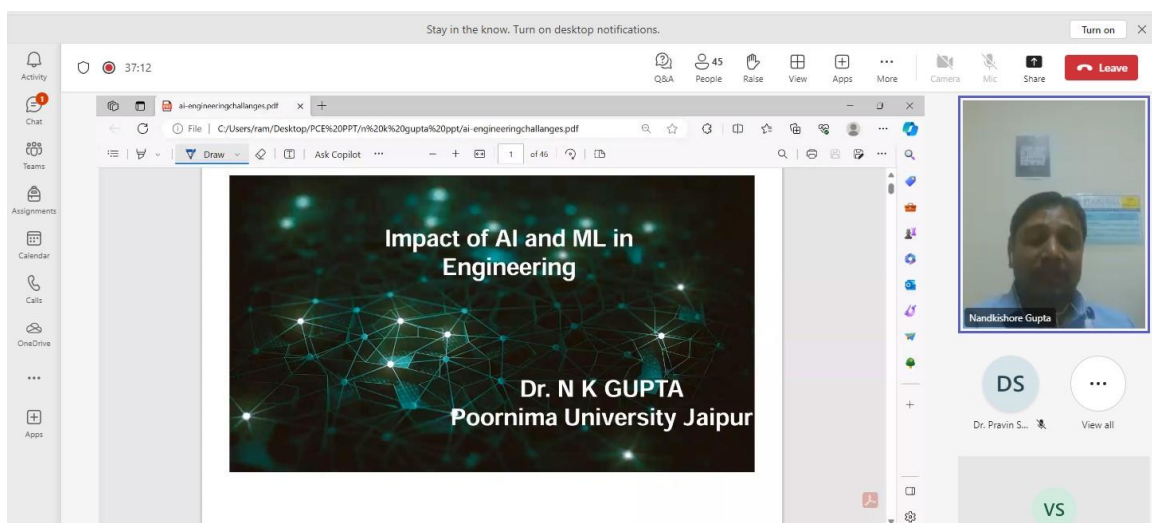 Stay in the know. Turn on desktop notifications.
Turn on
Activity
Chat
1
Teams
Assignments
Calendar
Calls
OneDrive
Apps
37:12
Q&A
45
People
Raise
View
Apps
More
Camera
Mic
Share
Leave
ai-engineeringchallanges.pdf
File | C:/Users/ram/Desktop/PCE%20PPT/n%20k%20gupta%20ppt/ai-engineeringchallanges.pdf
Draw
Ask Copilot
1 of 46
Impact of AI and ML in
Engineering
Dr. N K GUPTA
Poornima University Jaipur
Nandkishore Gupta
DS
Dr. Pravin S...
View all
VS